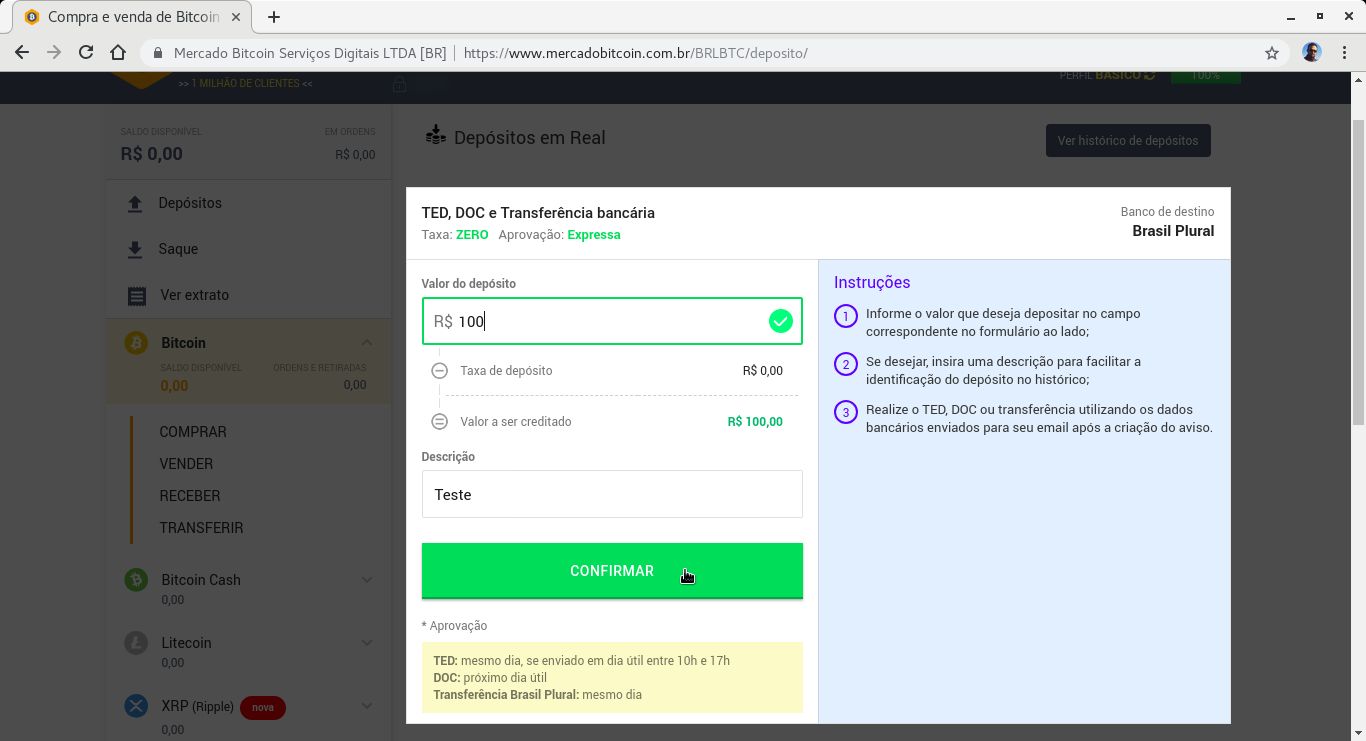 Compra e venda de Bitcoin
Mercado Bitcoin Serviços Digitais LTDA [BR]
https://www.mercadobitcoin.com.br/BRLBTC/deposito/
>> 1 MILHÃO DE CLIENTES <<
PERFIL BÁSICO
100%
SALDO DISPONÍVEL
EM ORDENS
R$ 0,00
R$ 0,00
Depósitos
Saque
Ver extrato
Bitcoin
SALDO DISPONÍVEL
ORDENS E RETIRADAS
0,00
0,00
COMPRAR
VENDER
RECEBER
TRANSFERIR
Bitcoin Cash
0,00
Litecoin
0,00
XRP (Ripple) nova
0,00
Depósitos em Real
Ver histórico de depósitos
TED, DOC e Transferência bancária
Taxa: ZERO Aprovação: Expressa
Banco de destino
Brasil Plural
Valor do depósito
R$ 100
Taxa de depósito R$ 0,00
Valor a ser creditado R$ 100,00
Descrição
Teste
CONFIRMAR
* Aprovação
TED: mesmo dia, se enviado em dia útil entre 10h e 17h
DOC: próximo dia útil
Transferência Brasil Plural: mesmo dia
Instruções
1 Informe o valor que deseja depositar no campo
correspondente no formulário ao lado;
2 Se desejar, insira uma descrição para facilitar a
identificação do depósito no histórico;
3 Realize o TED, DOC ou transferência utilizando os dados
bancários enviados para seu email após a criação do aviso.